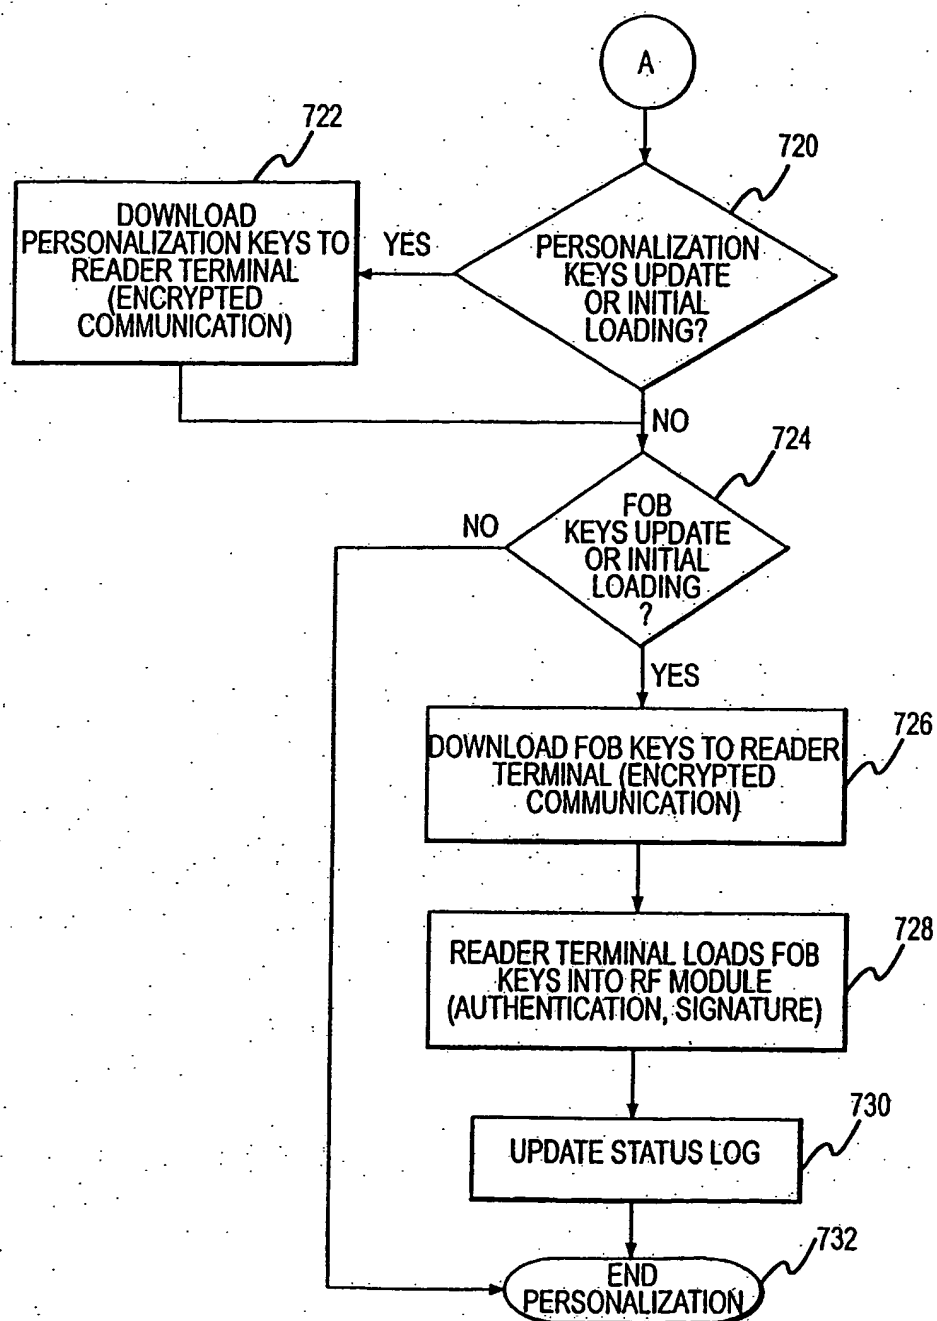 A
722
720
DOWNLOAD
PERSONALIZATION KEYS TO
READER TERMINAL
(ENCRYPTED
COMMUNICATION)
YES
PERSONALIZATION
KEYS UPDATE
OR INITIAL
LOADING?
NO
724
NO
FOB
KEYS UPDATE
OR INITIAL
LOADING
?
YES
726
DOWNLOAD FOB KEYS TO READER
TERMINAL (ENCRYPTED
COMMUNICATION)
728
READER TERMINAL LOADS FOB
KEYS INTO RF MODULE
(AUTHENTICATION, SIGNATURE)
730
UPDATE STATUS LOG
732
END
PERSONALIZATION